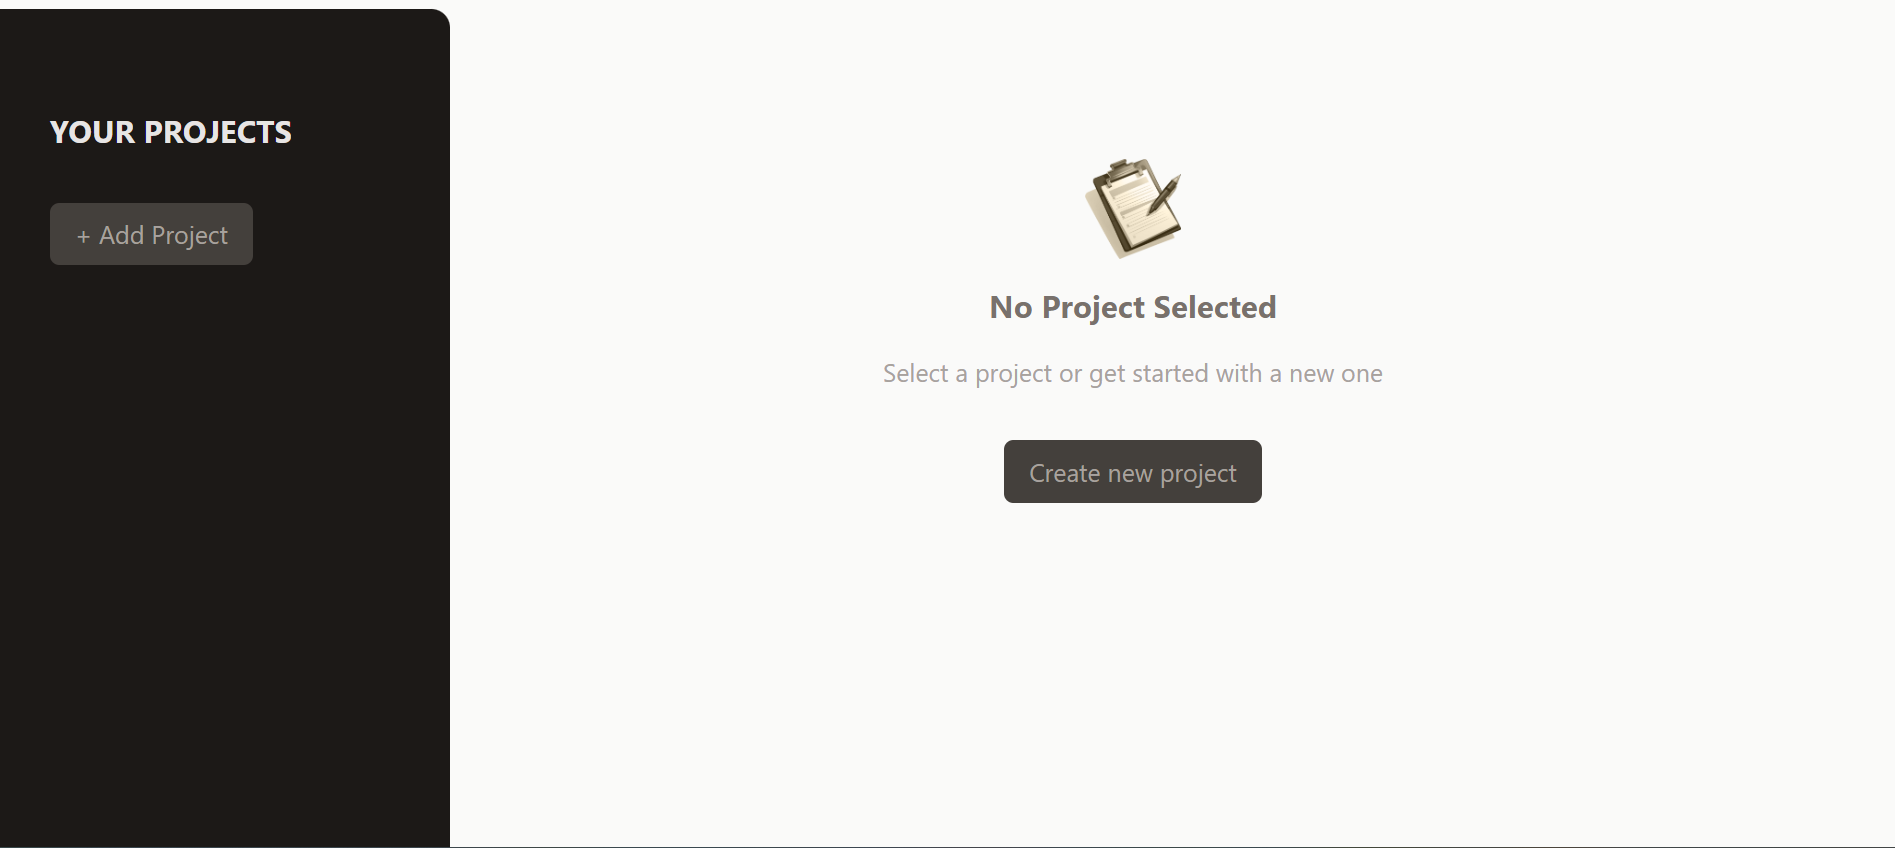 YOUR PROJECTS
+ Add Project
No Project Selected
Select a project or get started with a new one
Create new project